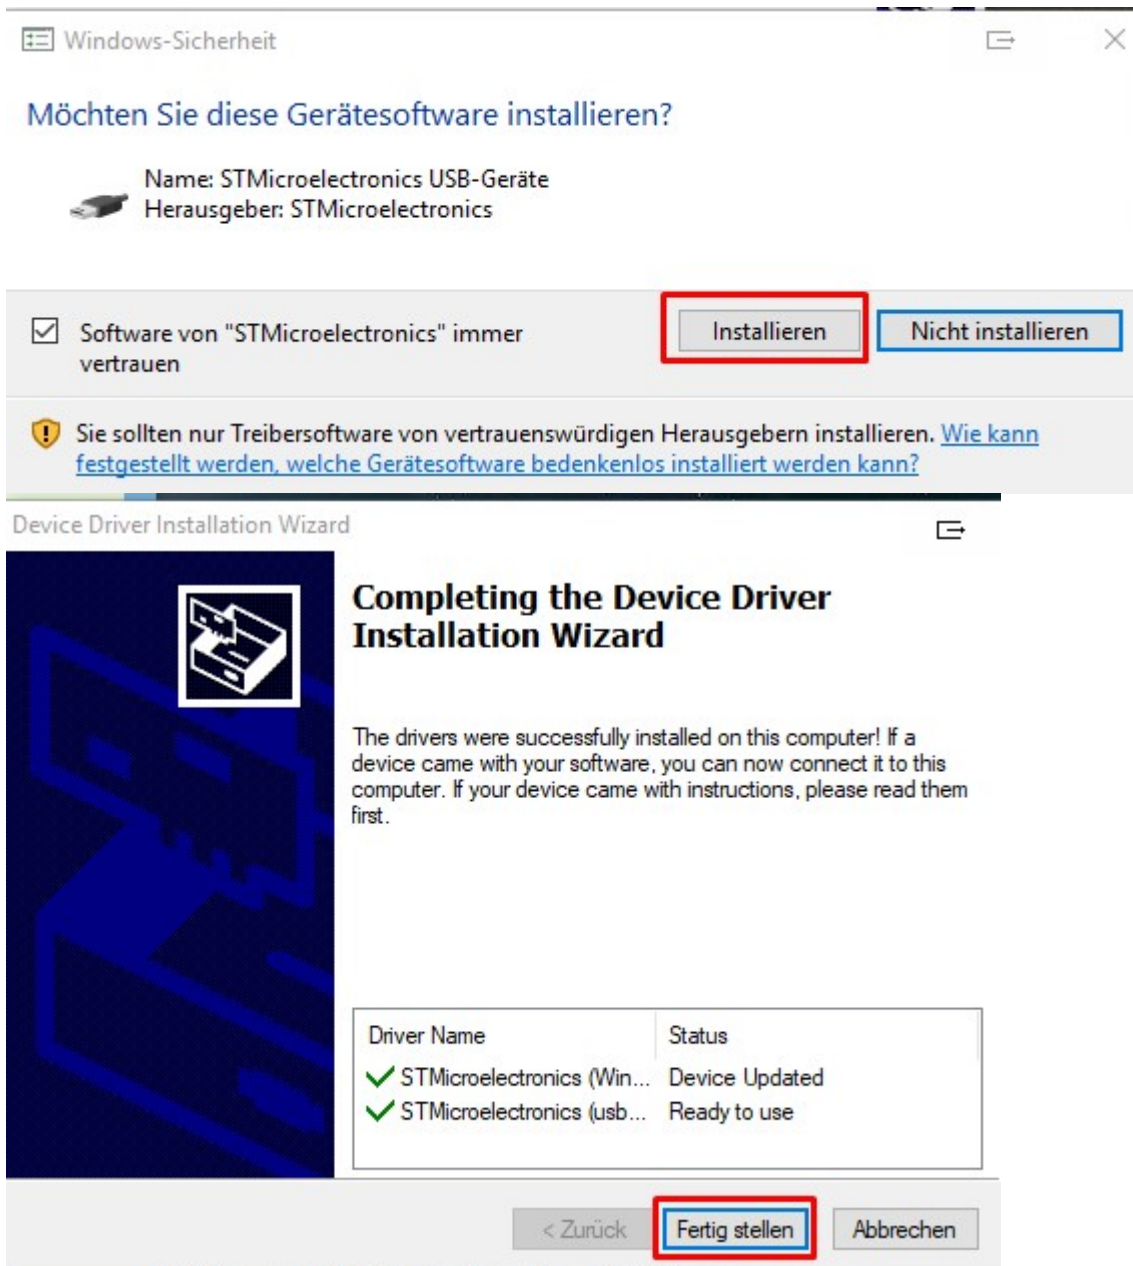 Windows-Sicherheit
Möchten Sie diese Gerätesoftware installieren?
Name: STMicroelectronics USB-Geräte
Herausgeber: STMicroelectronics
Software von "STMicroelectronics" immer
vertrauen
Installieren
Nicht installieren
Sie sollten nur Treibersoftware von vertrauenswürdigen Herausgebern installieren. Wie kann
festgestellt werden, welche Gerätesoftware bedenkenlos installiert werden kann?
Device Driver Installation Wizard
Completing the Device Driver
Installation Wizard
The drivers were successfully installed on this computer! If a
device came with your software, you can now connect it to this
computer. If your device came with instructions, please read them
first.
Driver Name Status
STMicroelectronics (Win... Device Updated
STMicroelectronics (usb... Ready to use
< Zurück
Fertig stellen
Abbrechen